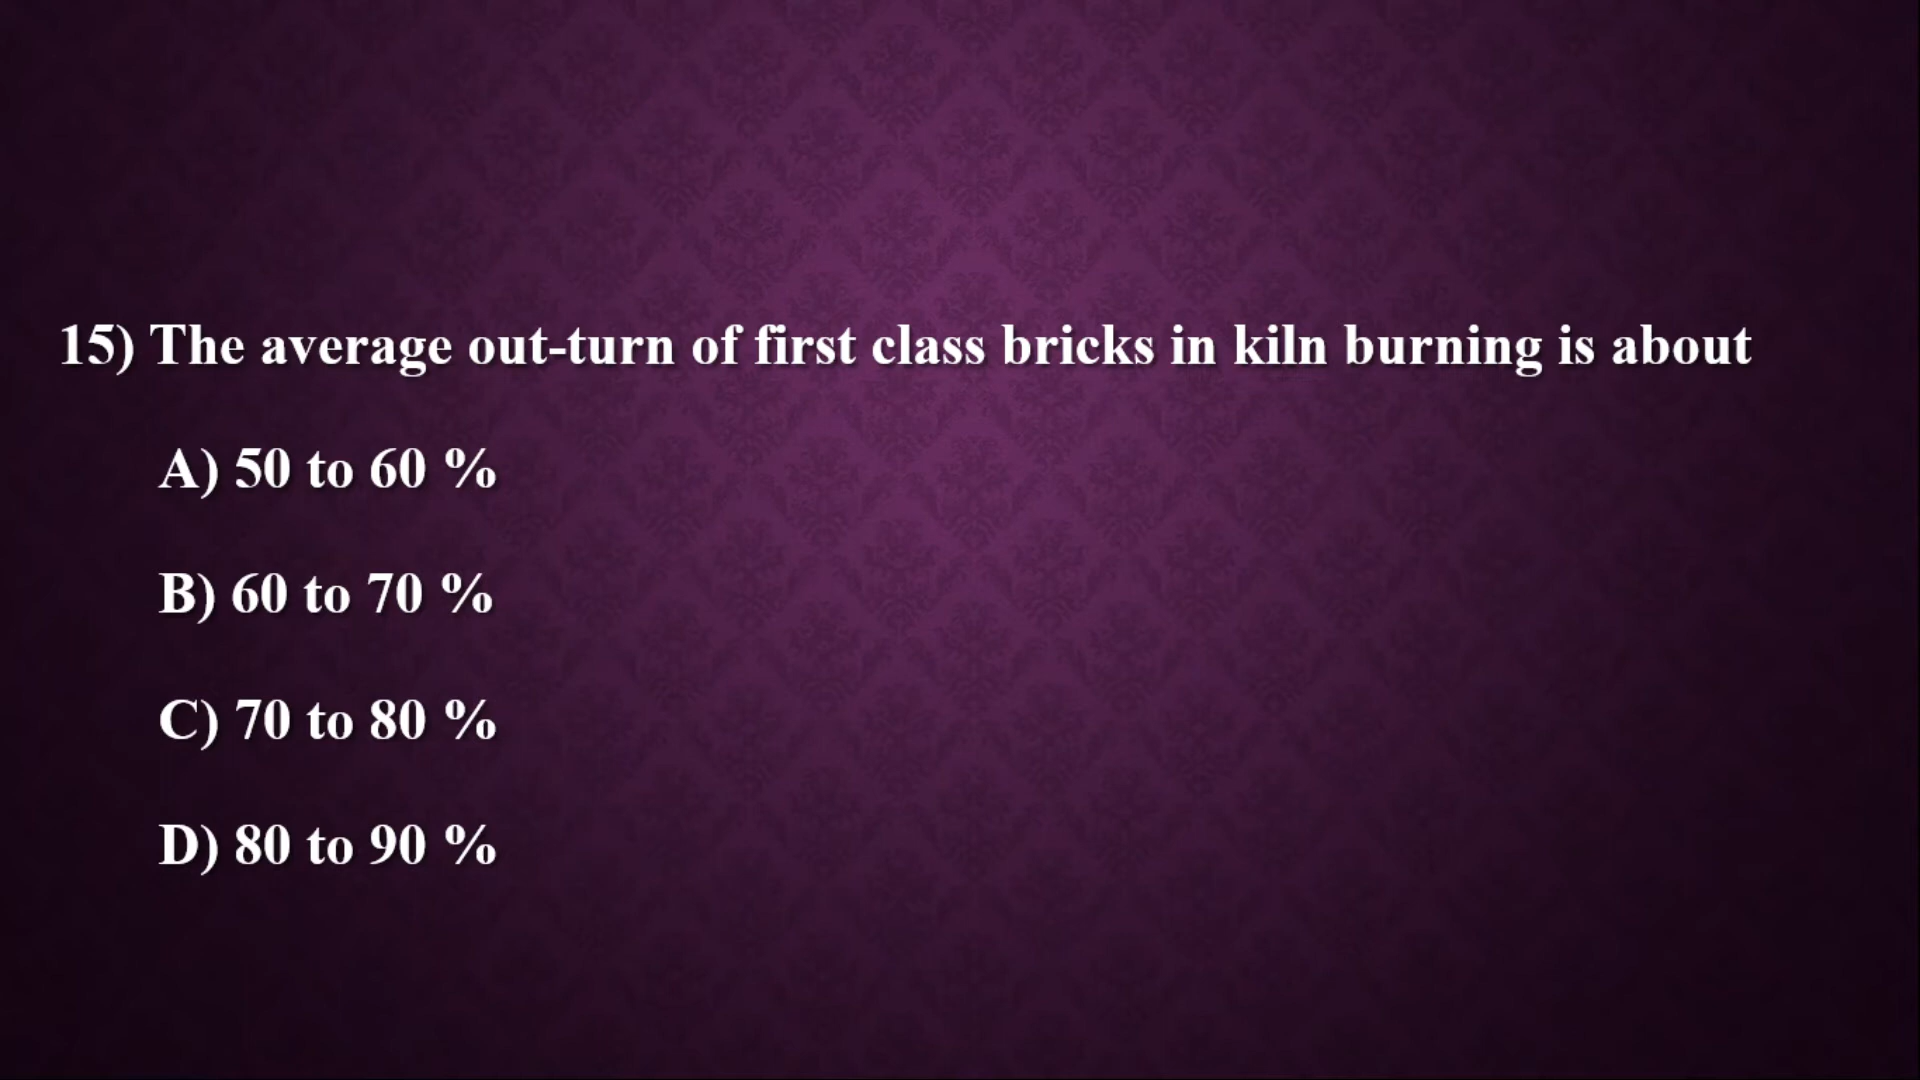 15) The average out-turn of first class bricks in kiln burning is about
A) 50 to 60 %
B) 60 to 70 %
C) 70 to 80 %
D) 80 to 90 %